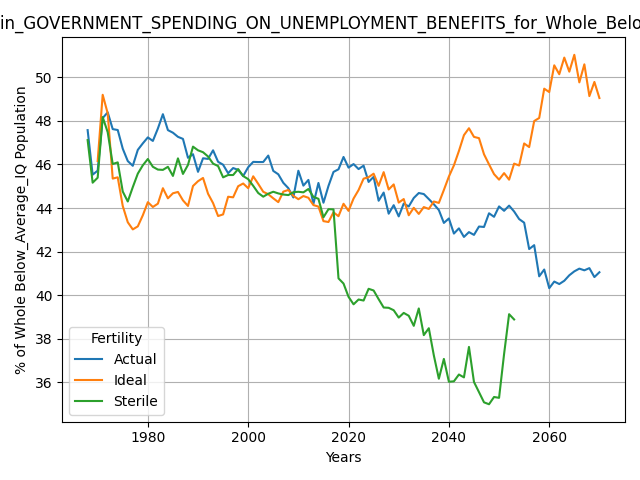 in_GOVERNMENT_SPENDING_ON_UNEMPLOYMENT_BENEFITS_for_Whole_Belo
% of Whole Below_Average_IQ Population
50
48
46
44
42
40
38
36
Fertility
Actual
Ideal
Sterile
1980
2000
2020
2040
2060
Years